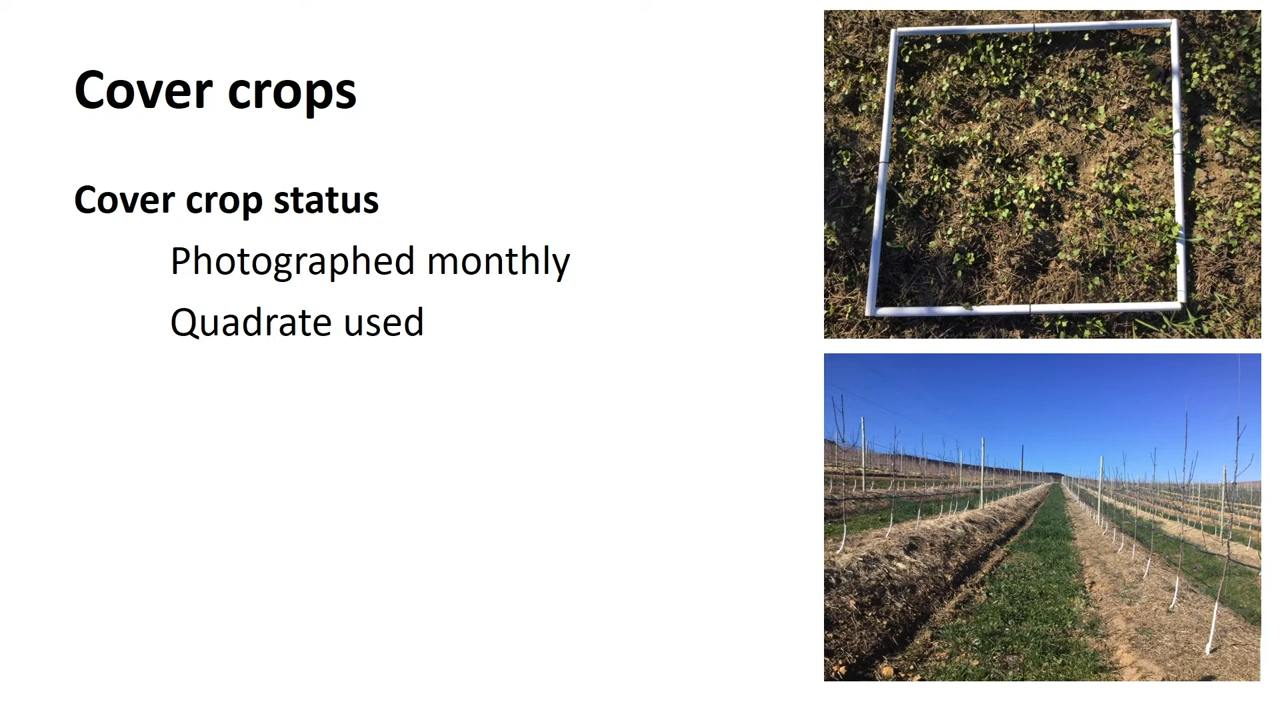 Cover crops
Cover crop status
Photographed monthly
Quadrate used